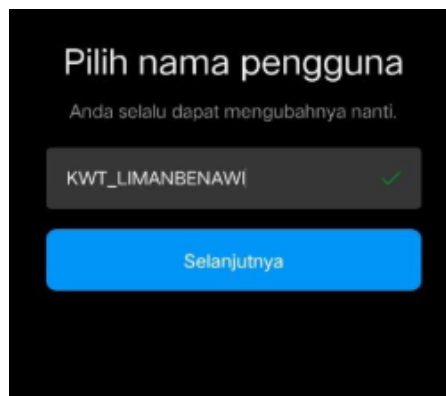 Pilih nama pengguna
Anda selalu dapat mengubahnya nanti.
KWT_LIMANBENAWI
Selanjutnya